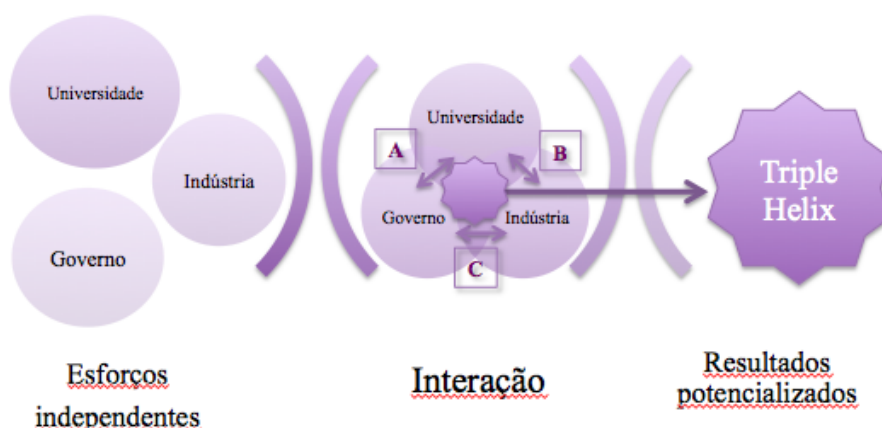 Universidade
Indústria
Governo
Universidade
A
B
Governo
Indústria
C
Triple
Helix
Esforços
independentes
Interação
Resultados
potencializados